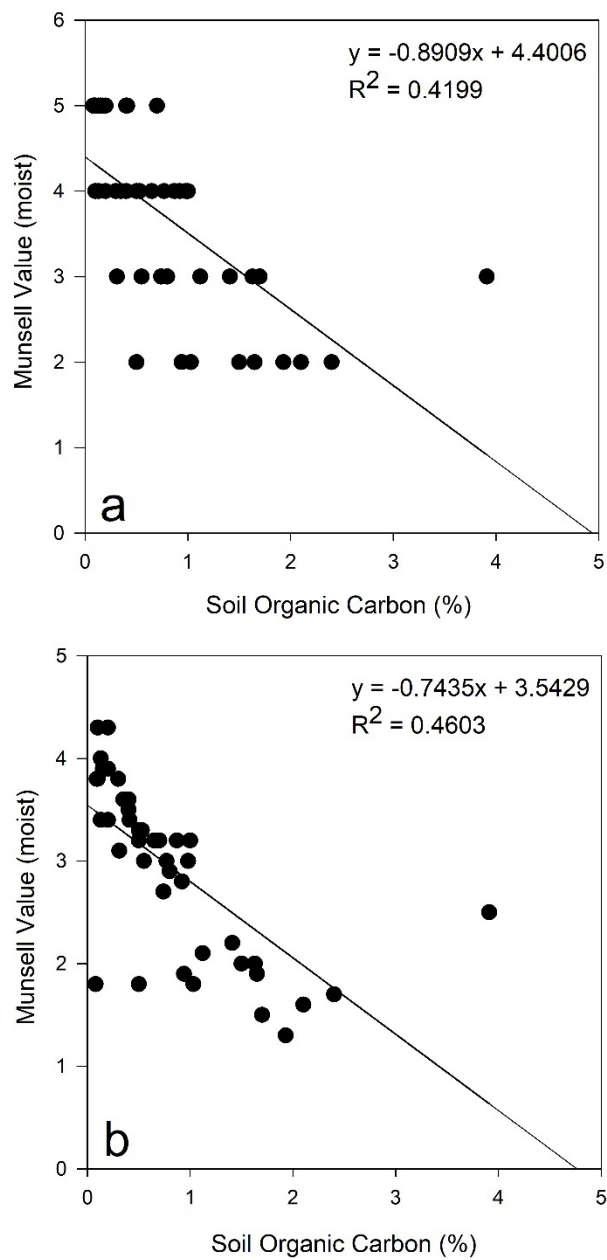 y = -0.8909x + 4.4006
R² = 0.4199
6
5
4
3
2
1
0
Munsell Value (moist)
a
0 1 2 3 4 5
Soil Organic Carbon (%)
y = -0.7435x + 3.5429
R² = 0.4603
5
4
3
2
1
0
Munsell Value (moist)
b
0 1 2 3 4 5
Soil Organic Carbon (%)